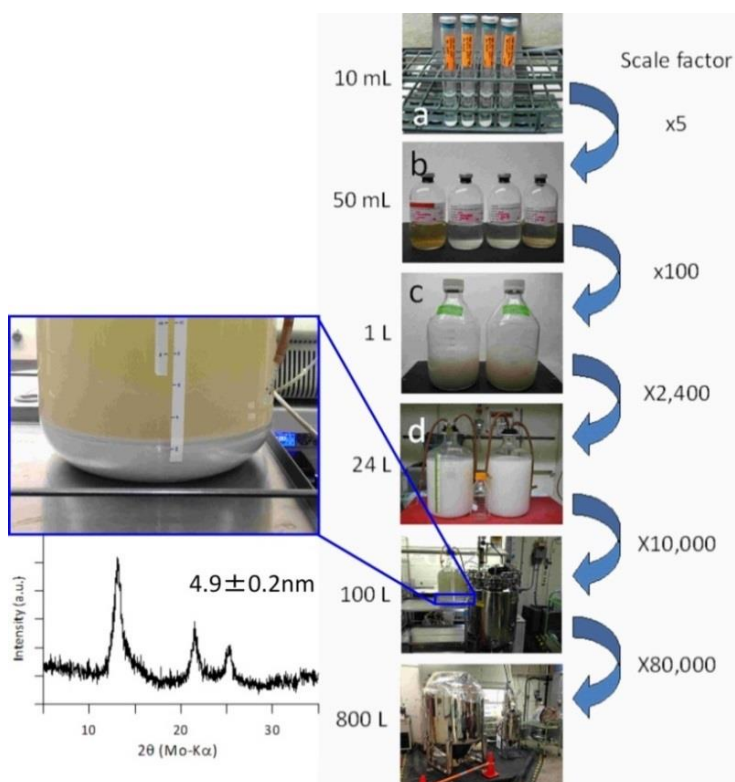 Scale factor
10 mL
a
x5
b
50 mL
x100
c
1 L
X2,400
d
24 L
X10,000
100 L
X80,000
800 L
4.9±0.2nm
Intensity (a.u.)
10
20
30
2θ (Mo-Kα)